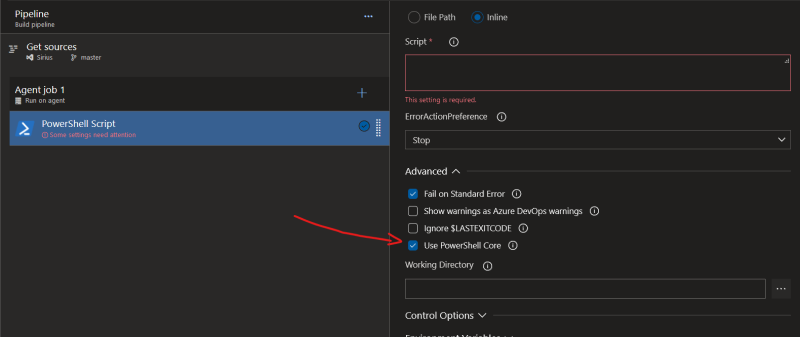 Pipeline
Build pipeline
...
Get sources
Sirius master
Agent job 1
Run on agent
PowerShell Script
Some settings need attention
File Path Inline
Script *
This setting is required.
ErrorActionPreference
Stop
Advanced
Fail on Standard Error
Show warnings as Azure DevOps warnings
Ignore $LASTEXITCODE
Use PowerShell Core
Working Directory
...
Control Options
Environment Variables